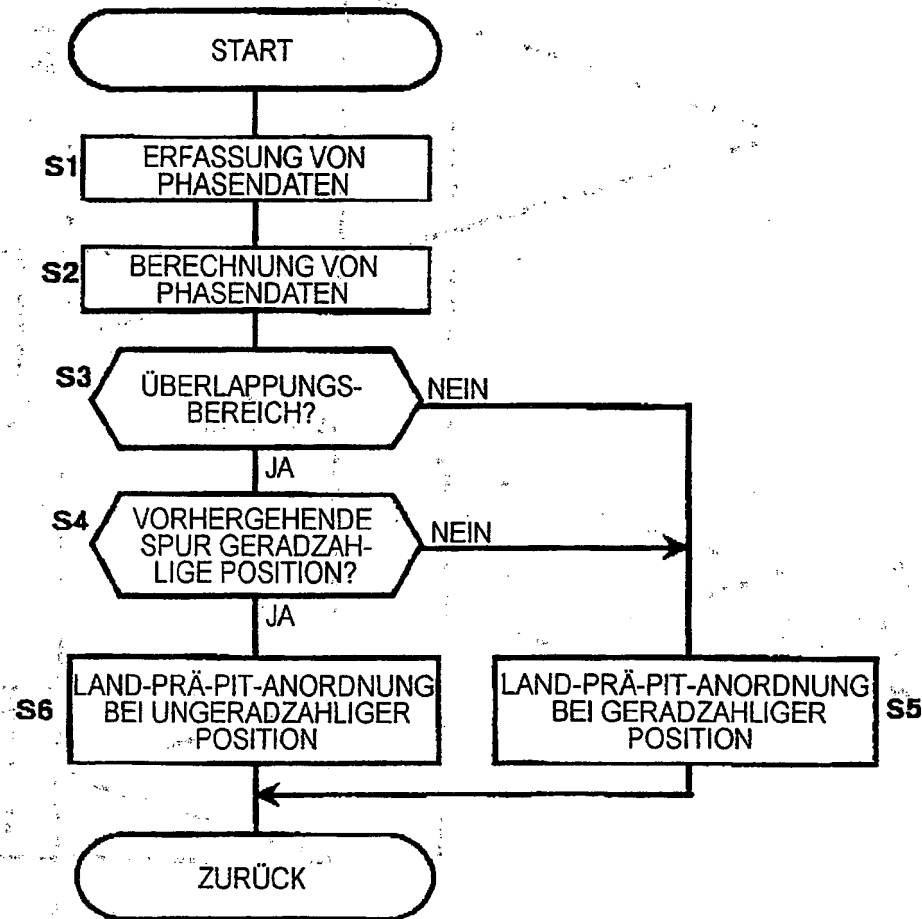 START
S1
ERFASSUNG VON
PHASENDATEN
S2
BERECHNUNG VON
PHASENDATEN
S3
ÜBERLAPPUNGS-
BEREICH?
NEIN
JA
S4
VORHERGEHENDE
SPUR GERADZAH-
LIGE POSITION?
NEIN
JA
S6
LAND-PRÄ-PIT-ANORDNUNG
BEI UNGERADZAHLIGER
POSITION
LAND-PRÄ-PIT-ANORDNUNG
BEI GERADZAHLIGER
POSITION
S5
ZURÜCK